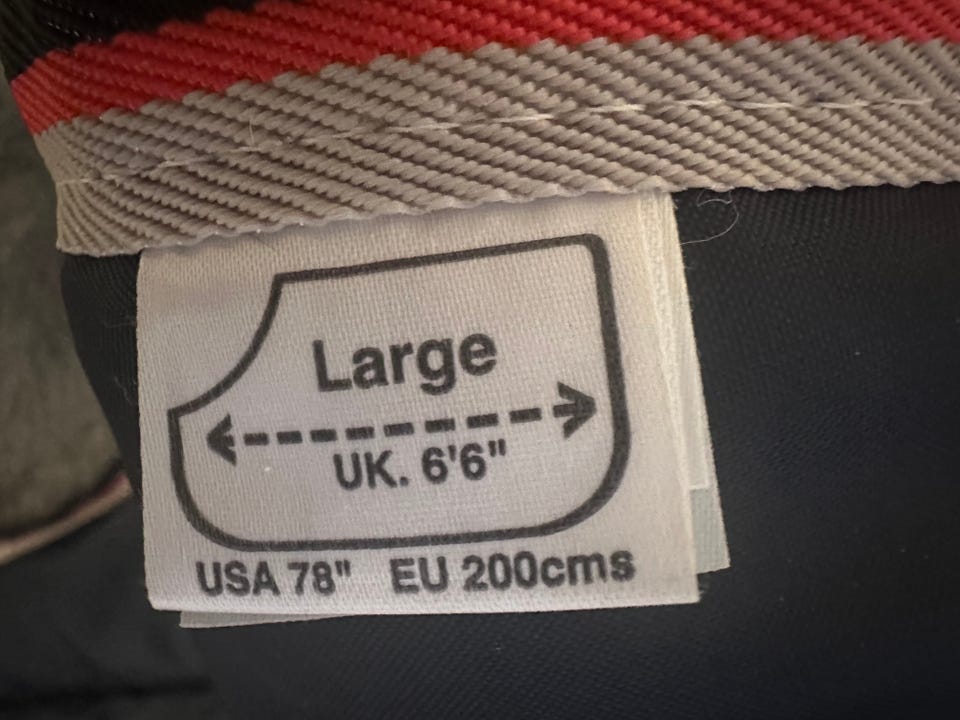 Large
UK. 6'6"
USA 78" EU 200cms